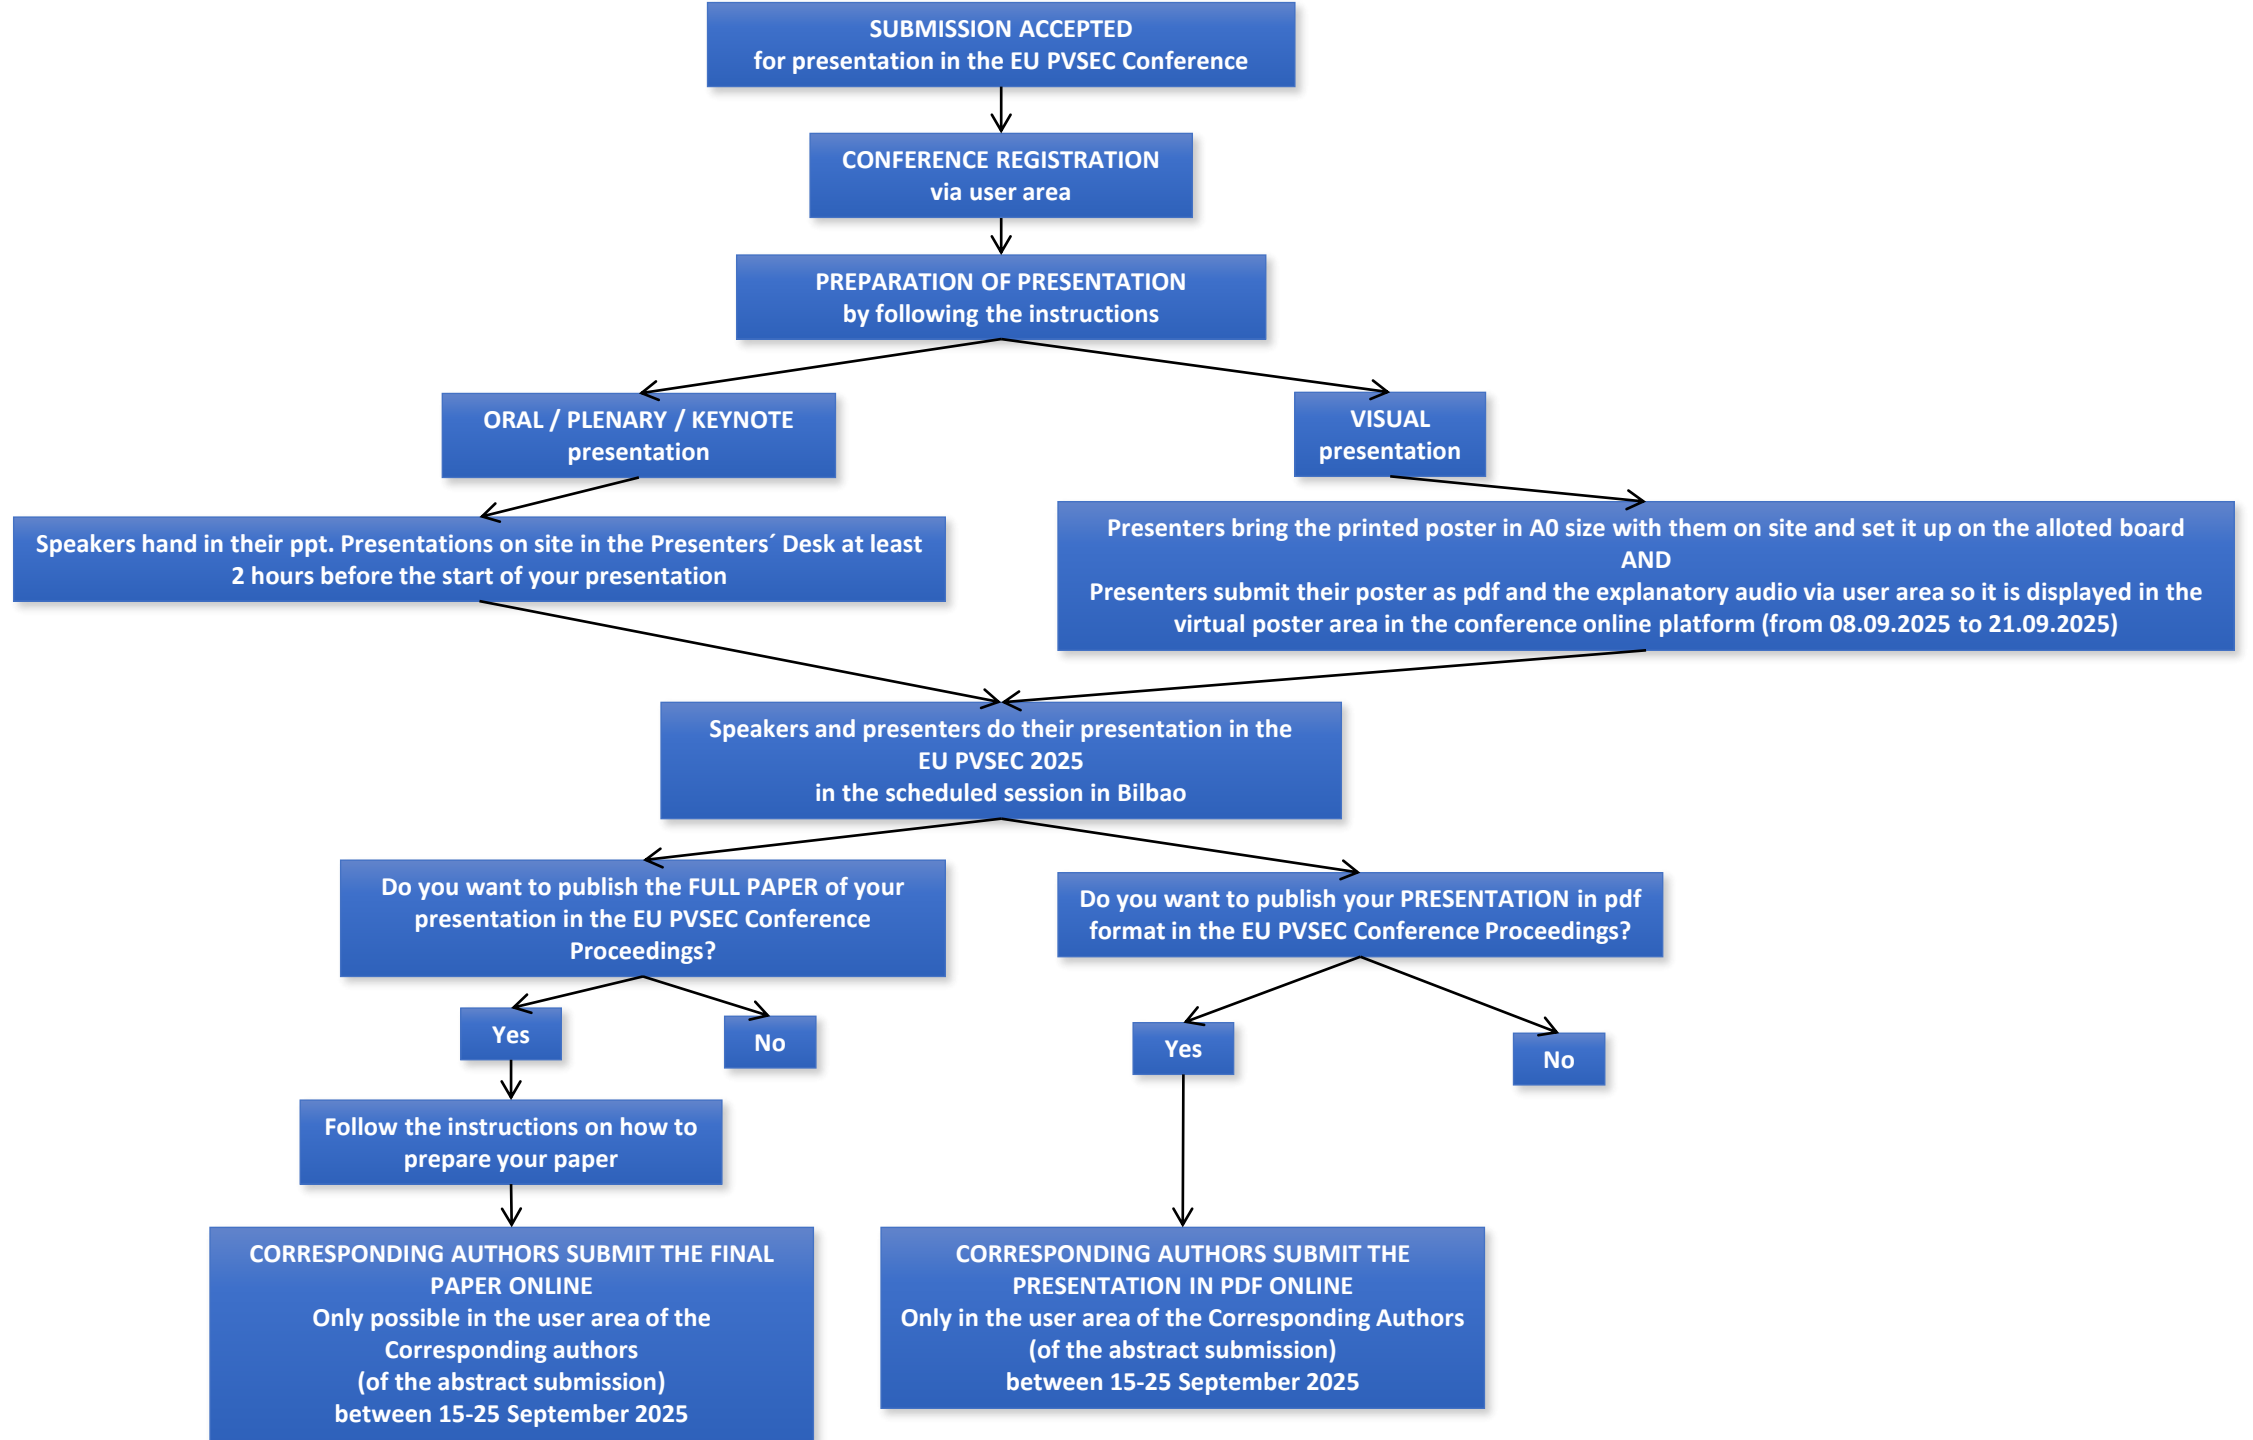 SUBMISSION ACCEPTED
for presentation in the EU PVSEC Conference
CONFERENCE REGISTRATION
via user area
PREPARATION OF PRESENTATION
by following the instructions
ORAL / PLENARY / KEYNOTE
presentation
VISUAL
presentation
Speakers hand in their ppt. Presentations on site in the Presenters´ Desk at least
2 hours before the start of your presentation
Presenters bring the printed poster in A0 size with them on site and set it up on the alloted board
AND
Presenters submit their poster as pdf and the explanatory audio via user area so it is displayed in the
virtual poster area in the conference online platform (from 08.09.2025 to 21.09.2025)
Speakers and presenters do their presentation in the
EU PVSEC 2025
in the scheduled session in Bilbao
Do you want to publish the FULL PAPER of your
presentation in the EU PVSEC Conference
Proceedings?
Do you want to publish your PRESENTATION in pdf
format in the EU PVSEC Conference Proceedings?
Yes
No
Yes
No
Follow the instructions on how to
prepare your paper
CORRESPONDING AUTHORS SUBMIT THE FINAL
PAPER ONLINE
Only possible in the user area of the
Corresponding authors
(of the abstract submission)
between 15-25 September 2025
CORRESPONDING AUTHORS SUBMIT THE
PRESENTATION IN PDF ONLINE
Only in the user area of the Corresponding Authors
(of the abstract submission)
between 15-25 September 2025